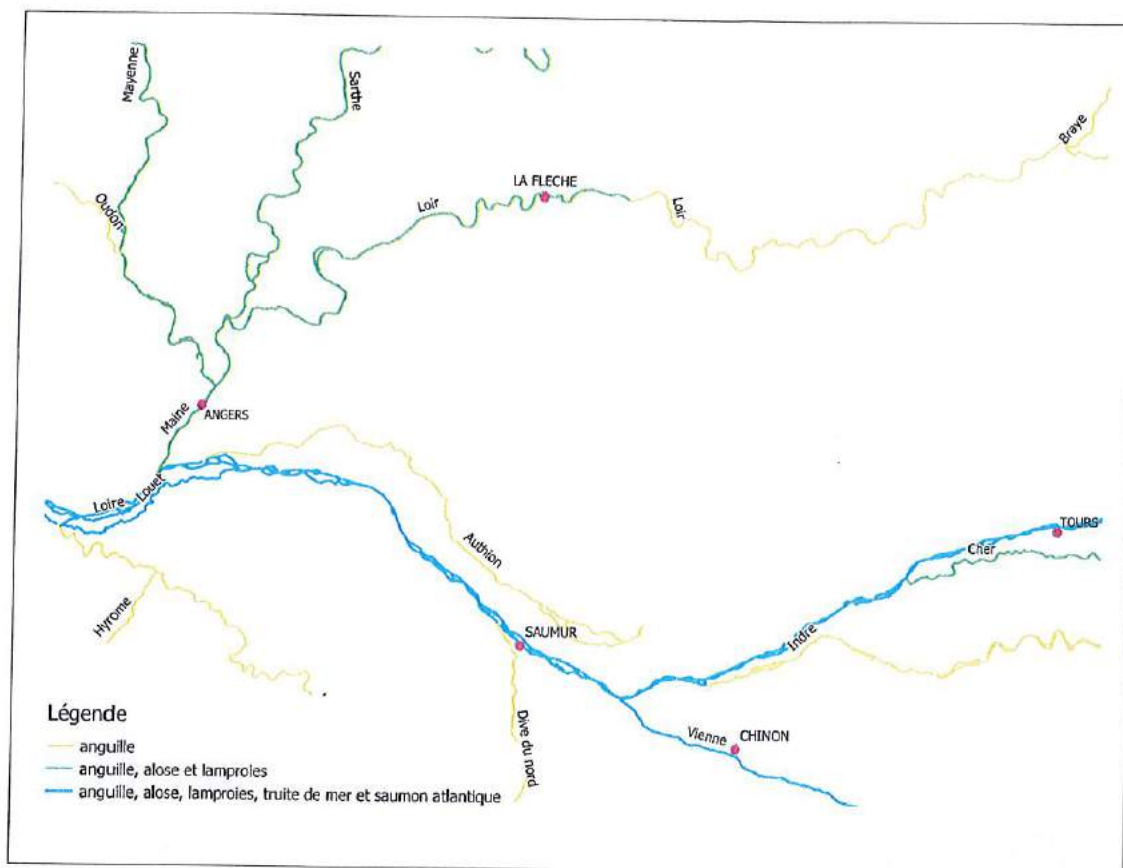 Mayenne
Sarthe
Braye
Oudon
LA FLECHE
Loir
Loir
Maine
ANGERS
Loire
Louet
Authion
TOURS
Cher
Hyrome
SAUMUR
Indre
Dive du nord
Vienne
CHINON
Légende
anguille
anguille, alose et lamproies
anguille, alose, lamproies, truite de mer et saumon atlantique